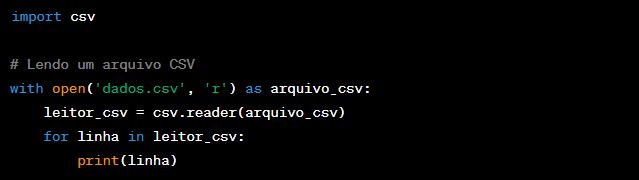 import csv

# Lendo um arquivo CSV
with open('dados.csv', 'r') as arquivo_csv:
    leitor_csv = csv.reader(arquivo_csv)
    for linha in leitor_csv:
        print(linha)